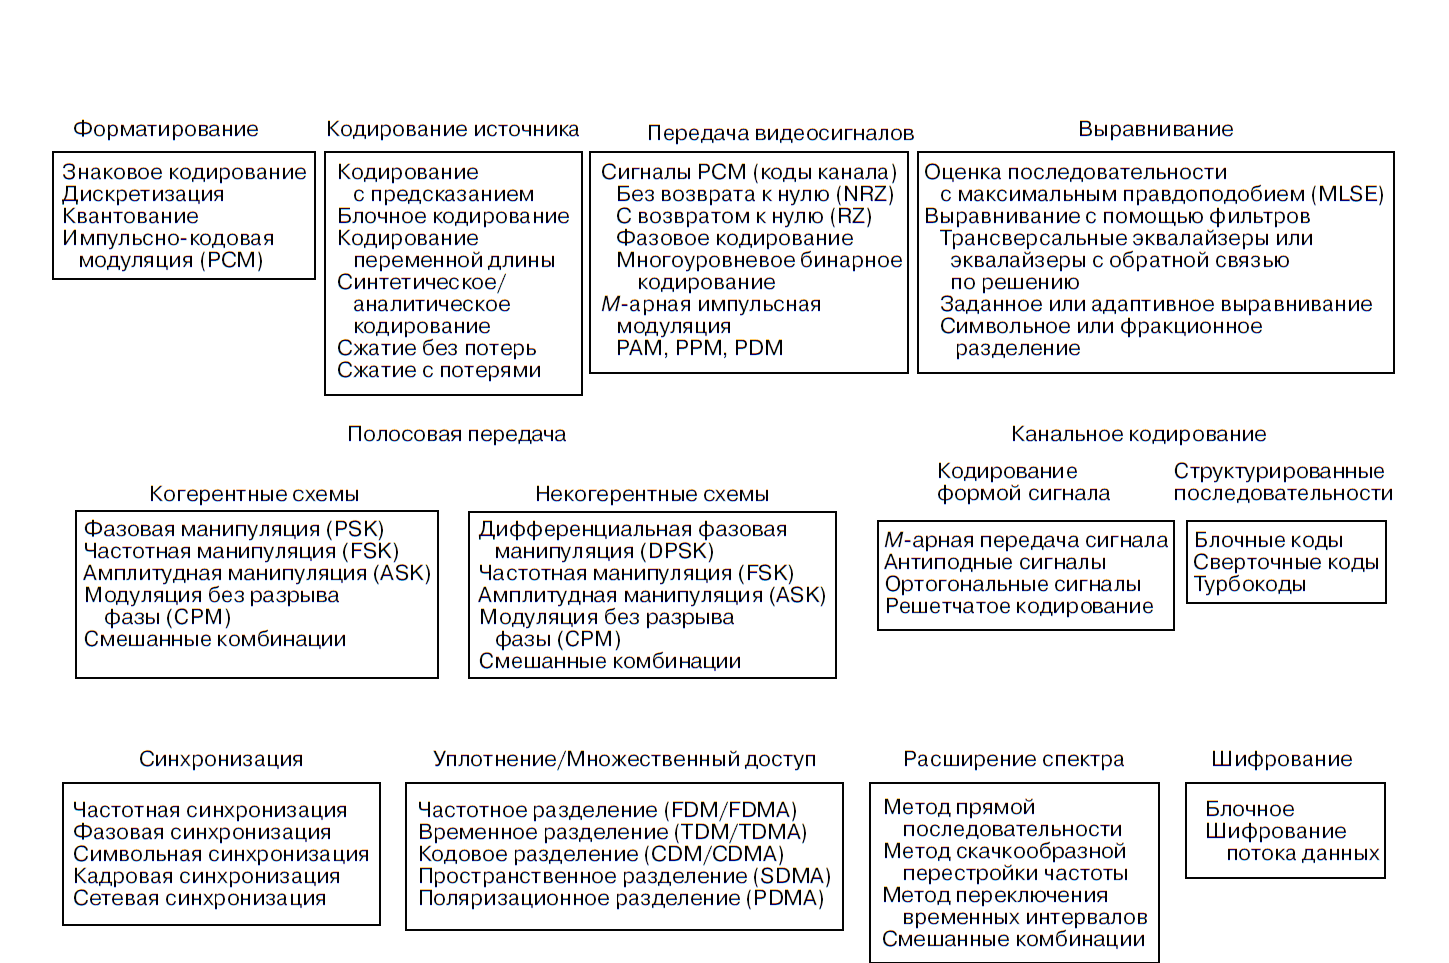 Форматирование
Знаковое кодирование
Дискретизация
Квантование
Импульсно-кодовая
модуляция (PCM)
Кодирование источника
Кодирование
с предсказанием
Блочное кодирование
Кодирование
переменной длины
Синтетическое/
аналитическое
кодирование
Сжатие без потерь
Сжатие с потерями
Передача видеосигналов
Сигналы PCM (коды канала)
Без возврата к нулю (NRZ)
С возвратом к нулю (RZ)
Фазовое кодирование
Многоуровневое бинарное
кодирование
М-арная импульсная
модуляция
PAM, PPM, PDM
Выравнивание
Оценка последовательности
с максимальным правдоподобием (MLSE)
Выравнивание с помощью фильтров
Трансверсальные эквалайзеры или
эквалайзеры с обратной связью
по решению
Заданное или адаптивное выравнивание
Символьное или фракционное
разделение
Полосовая передача
Когерентные схемы
Фазовая манипуляция (PSK)
Частотная манипуляция (FSK)
Амплитудная манипуляция (ASK)
Модуляция без разрыва
фазы (CPM)
Смешанные комбинации
Некогерентные схемы
Дифференциальная фазовая
манипуляция (DPSK)
Частотная манипуляция (FSK)
Амплитудная манипуляция (ASK)
Модуляция без разрыва
фазы (CPM)
Смешанные комбинации
Канальное кодирование
Кодирование
формой сигнала
М-арная передача сигнала
Антиподные сигналы
Ортогональные сигналы
Решетчатое кодирование
Структурированные
последовательности
Блочные коды
Сверточные коды
Турбокоды
Синхронизация
Частотная синхронизация
Фазовая синхронизация
Символьная синхронизация
Кадровая синхронизация
Сетевая синхронизация
Уплотнение/Множественный доступ
Частотное разделение (FDM/FDMA)
Временное разделение (TDM/TDMA)
Кодовое разделение (CDM/CDMA)
Пространственное разделение (SDMA)
Поляризационное разделение (PDMA)
Расширение спектра
Метод прямой
последовательности
Метод скачкообразной
перестройки частоты
Метод переключения
временных интервалов
Смешанные комбинации
Шифрование
Блочное
Шифрование
потока данных